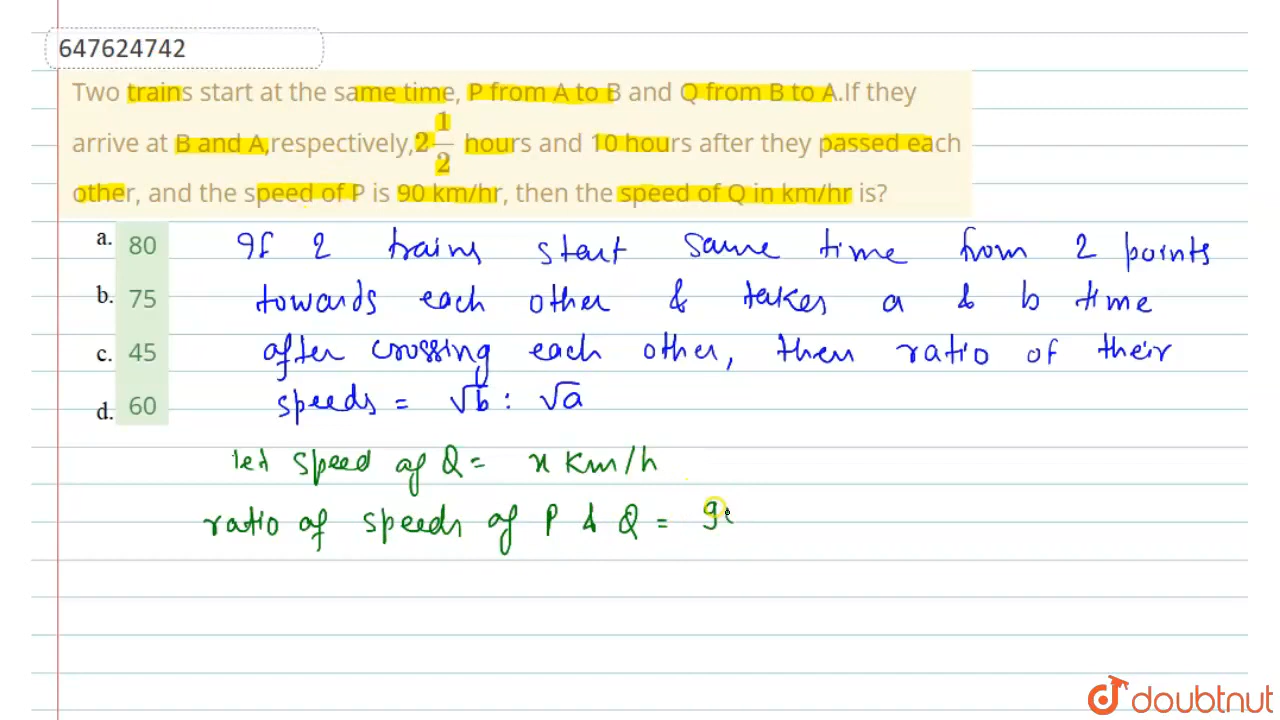 647624742
Two trains start at the same time, P from A to B and Q from B to A.If they
arrive at B and A,respectively,2 1/2 hours and 10 hours after they passed each
other, and the speed of P is 90 km/hr, then the speed of Q in km/hr is?
a. 80 If 2 trains start same time from 2 points
b. 75 towards each other & takes a & b time
c. 45 after crossing each other, then ratio of their
d. 60 speeds = √b : √a
let speed of Q = x Km/h
ratio of speeds of P & Q = 90
doubtnut